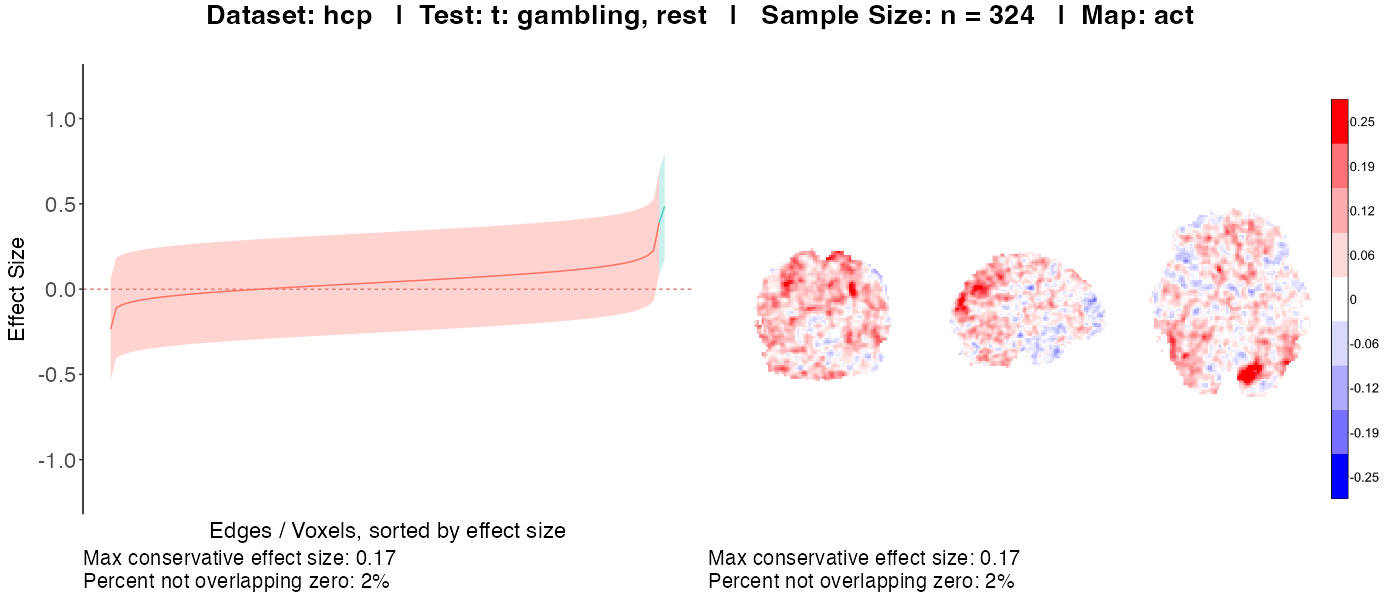 Dataset: hcp | Test: t: gambling, rest | Sample Size: n = 324 | Map: act
Effect Size
1.0
0.5
0.0
-0.5
-1.0
Edges / Voxels, sorted by effect size
Max conservative effect size: 0.17
Percent not overlapping zero: 2%
0.25
0.19
0.12
0.06
0
-0.06
-0.12
-0.19
-0.25
Max conservative effect size: 0.17
Percent not overlapping zero: 2%